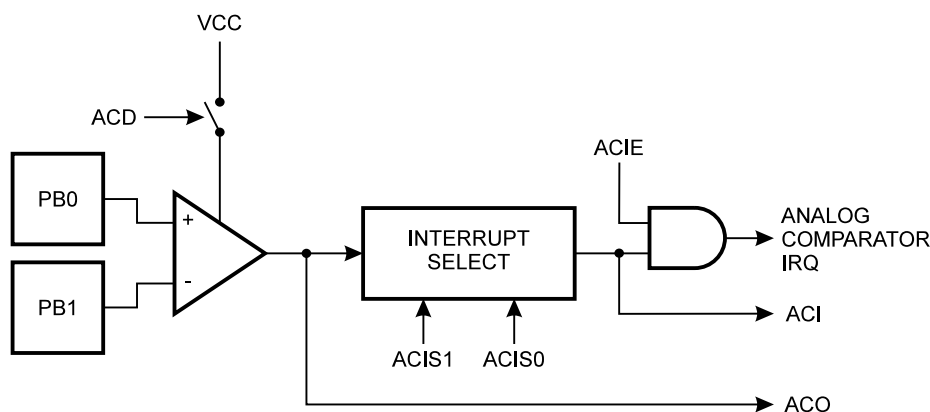 VCC
ACD
ACIE
PB0
+
ANALOG
COMPARATOR
IRQ
INTERRUPT
SELECT
PB1
-
ACI
ACIS1 ACIS0
ACO